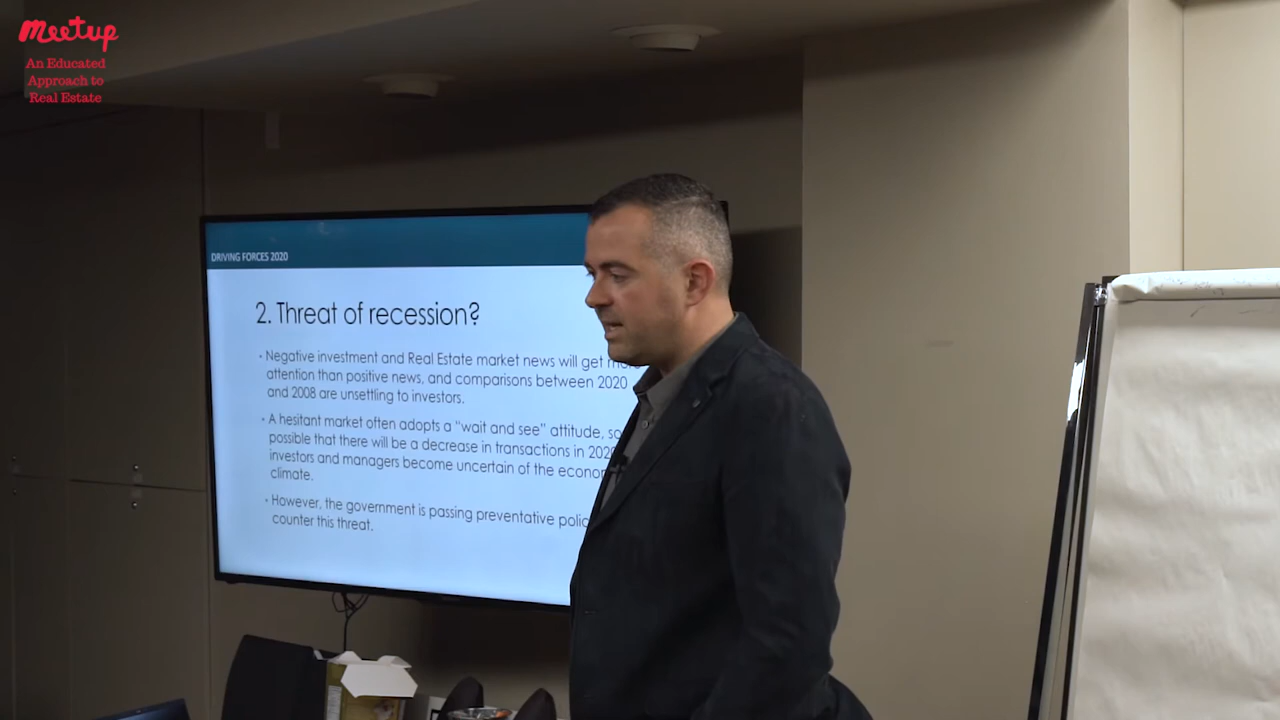 Meetup
An Educated
Approach to
Real Estate
DRIVING FORCES 2020
2. Threat of recession?
• Negative investment and Real Estate market news will get
attention than positive news, and comparisons between 2020
and 2008 are unsettling to investors.
• A hesitant market often adopts a “wait and see” attitude,
possible that there will be a decrease in transactions in 2020
investors and managers become uncertain of the
climate.
• However, the government is passing preventative
counter this threat.